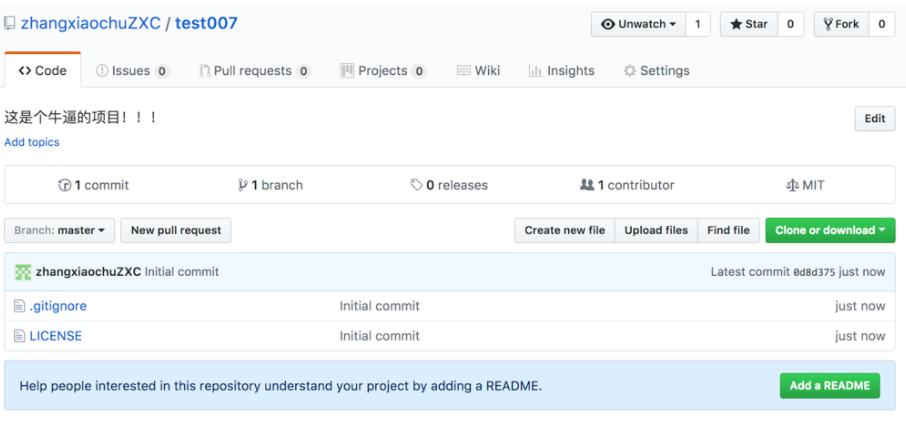 zhangxiaochuZXC / test007 Unwatch 1 Star 0 Fork 0
Code Issues 0 Pull requests 0 Projects 0 Wiki Insights Settings
这是个牛逼的项目！！！ Edit
Add topics
1 commit 1 branch 0 releases 1 contributor MIT
Branch: master New pull request Create new file Upload files Find file Clone or download
zhangxiaochuZXC Initial commit Latest commit 0d8d375 just now
.gitignore Initial commit just now
LICENSE Initial commit just now
Help people interested in this repository understand your project by adding a README. Add a README